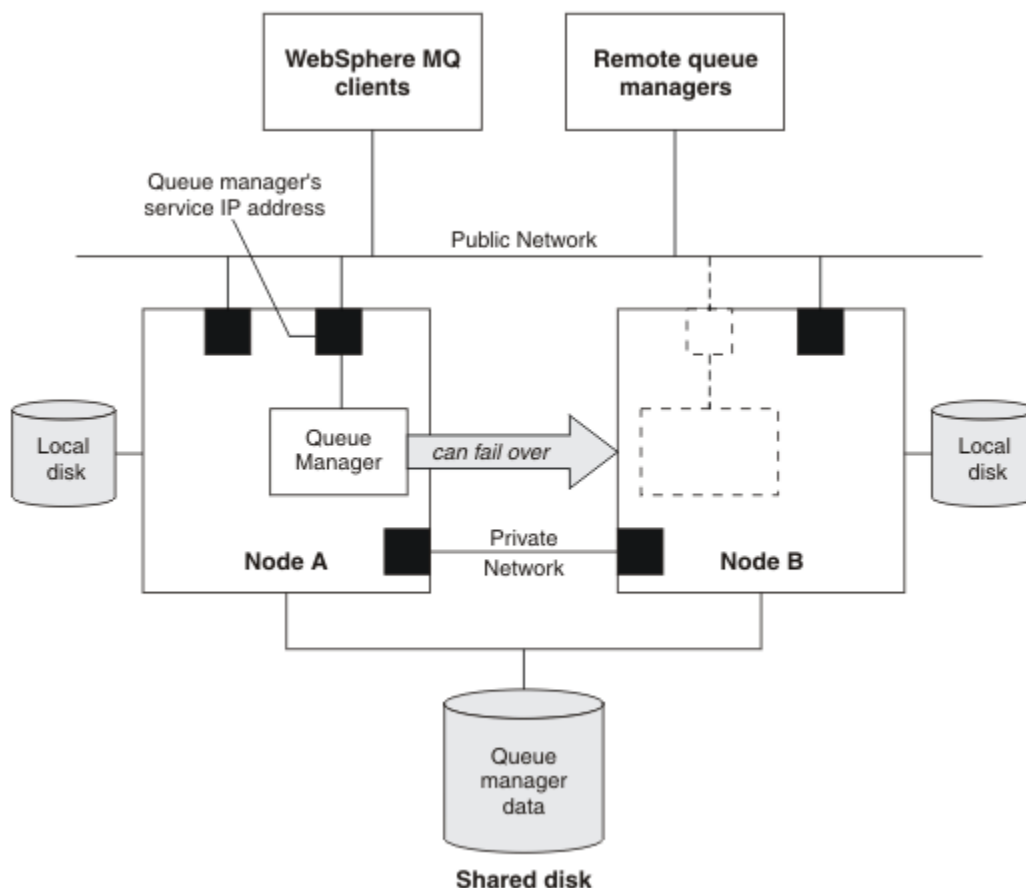 WebSphere MQ
clients
Remote queue
managers
Queue manager's
service IP address
Public Network
Local
disk
Queue
Manager
can fail over
Local
disk
Private
Network
Node A
Node B
Queue
manager
data
Shared disk